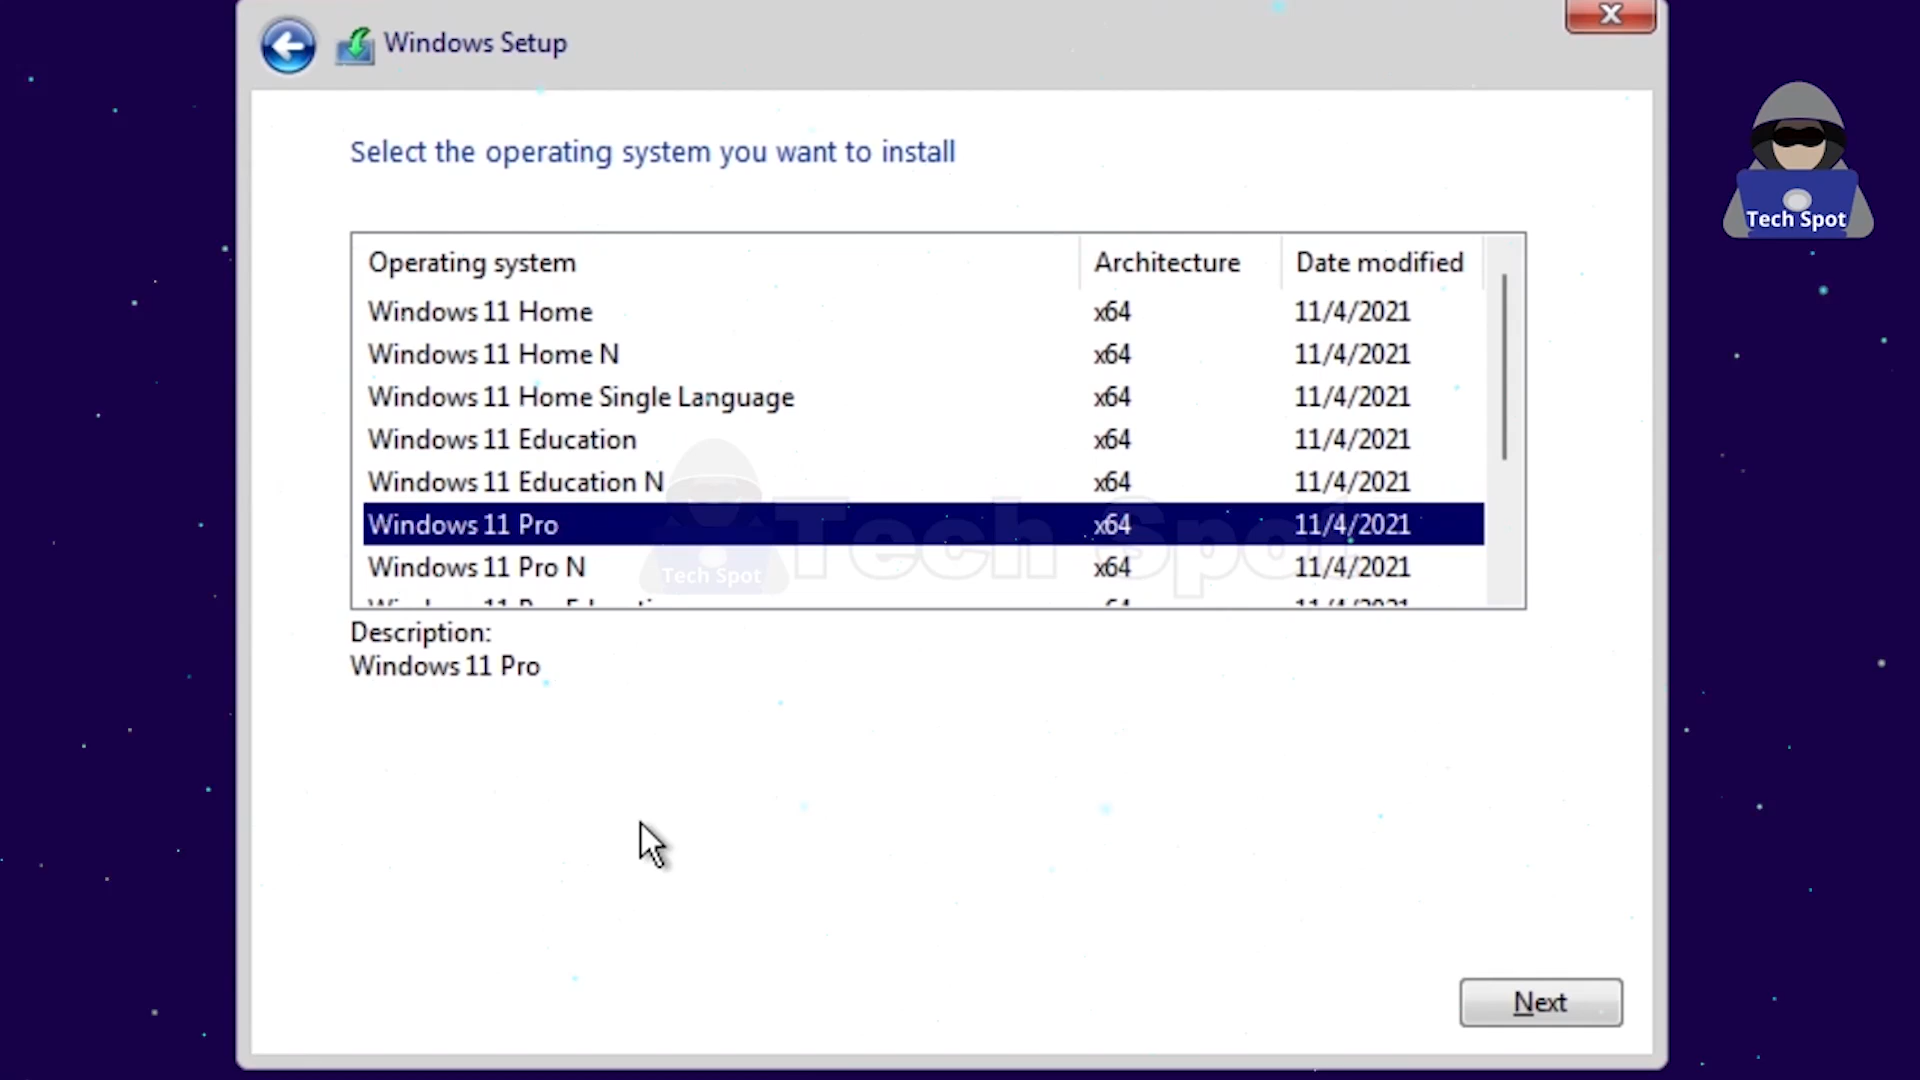 Windows Setup
Select the operating system you want to install
Operating system Architecture Date modified
Windows 11 Home x64 11/4/2021
Windows 11 Home N x64 11/4/2021
Windows 11 Home Single Language x64 11/4/2021
Windows 11 Education x64 11/4/2021
Windows 11 Education N x64 11/4/2021
Windows 11 Pro x64 11/4/2021
Windows 11 Pro N x64 11/4/2021
Description:
Windows 11 Pro
Next
Tech Spot
Tech Spot
Tech Spot